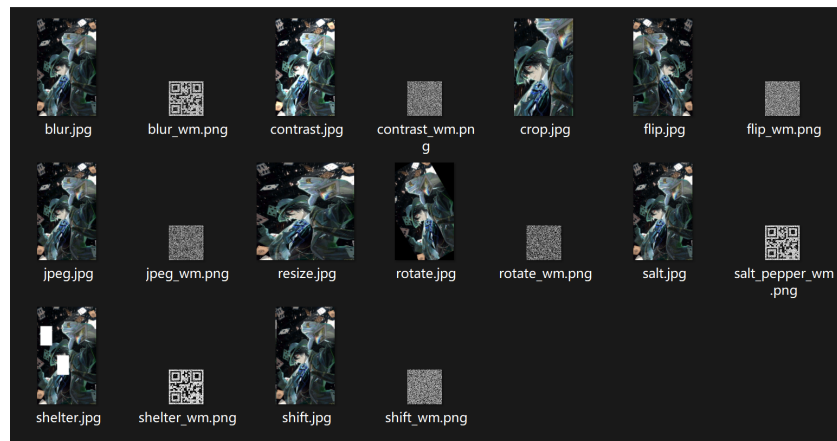 blur.jpg
blur_wm.png
contrast.jpg
contrast_wm.pn
g
crop.jpg
flip.jpg
flip_wm.png
jpeg.jpg
jpeg_wm.png
resize.jpg
rotate.jpg
rotate_wm.png
salt.jpg
salt_pepper_wm
.png
shelter.jpg
shelter_wm.png
shift.jpg
shift_wm.png